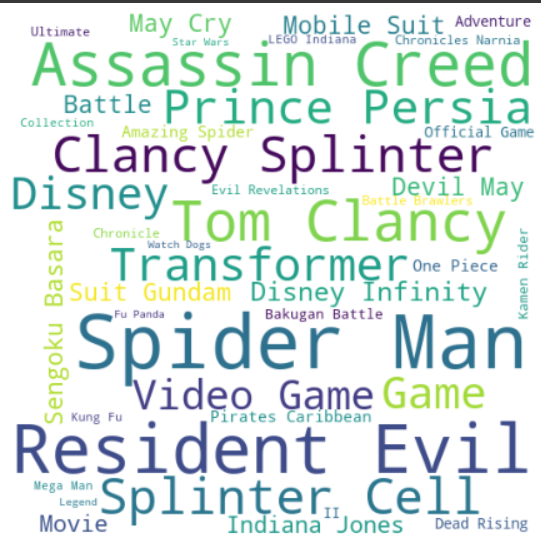 May Cry
Mobile Suit
Adventure
Ultimate
Star Wars
LEGO Indiana
Chronicles Narnia
Assassin Creed
Battle
Prince Persia
Collection
Amazing Spider
Official Game
Clancy Splinter
Disney
Evil Revelations
Devil May
Battle Brawlers
Tom Clancy
Chronicle
Watch Dogs
Sengoku Basara
Transformer
One Piece
Kamen Rider
Suit Gundam
Disney Infinity
Fu Panda
Bakugan Battle
Spider Man
Video Game
Game
Kung Fu
Pirates Caribbean
Resident Evil
Mega Man
Splinter Cell
Legend
II
Movie
Indiana Jones
Dead Rising